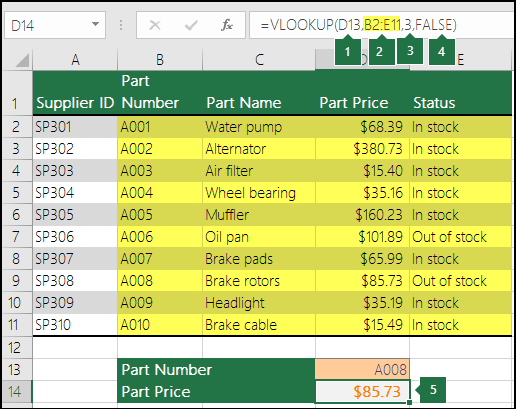 D14 fx =VLOOKUP(D13,B2:E11,3,FALSE)
1 2 3 4
A B C D E
1 Supplier ID Part Number Part Name Part Price Status
2 SP301 A001 Water pump $68.39 In stock
3 SP302 A002 Alternator $380.73 In stock
4 SP303 A003 Air filter $15.40 In stock
5 SP304 A004 Wheel bearing $35.16 In stock
6 SP305 A005 Muffler $160.23 In stock
7 SP306 A006 Oil pan $101.89 Out of stock
8 SP307 A007 Brake pads $65.99 In stock
9 SP308 A008 Brake rotors $85.73 Out of stock
10 SP309 A009 Headlight $35.19 In stock
11 SP310 A010 Brake cable $15.49 In stock
12
13 Part Number A008
14 Part Price $85.73 5